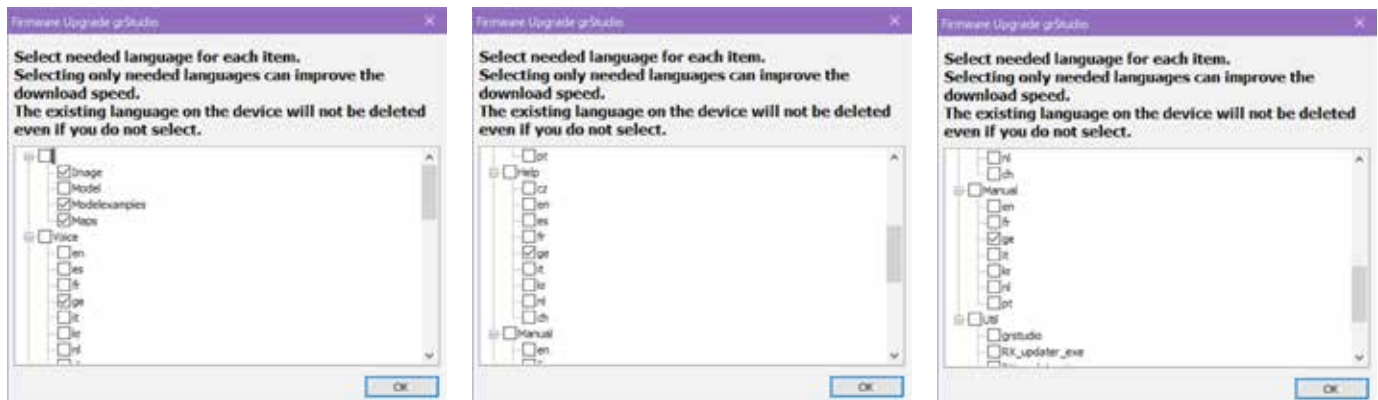 Firmware Upgrade grStudio
Select needed language for each item.
Selecting only needed languages can improve the
download speed.
The existing language on the device will not be deleted
even if you do not select.
Image
Model
Modelexamples
Maps
Voice
en
es
fr
ge
it
kr
nl
OK
Firmware Upgrade grStudio
Select needed language for each item.
Selecting only needed languages can improve the
download speed.
The existing language on the device will not be deleted
even if you do not select.
pt
Help
cz
en
es
fr
ge
it
kr
nl
ch
Manual
en
OK
Firmware Upgrade grStudio
Select needed language for each item.
Selecting only needed languages can improve the
download speed.
The existing language on the device will not be deleted
even if you do not select.
nl
ch
Manual
en
fr
ge
it
kr
nl
pt
Util
grstudio
RX_updater_exe
OK